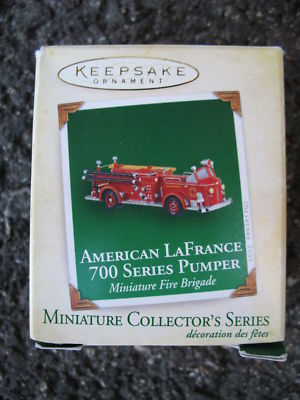 KEEPSAKE
ORNAMENT
AMERICAN LAFRANCE
700 SERIES PUMPER
Miniature Fire Brigade
MINIATURE COLLECTOR'S SERIES
décoration des fêtes